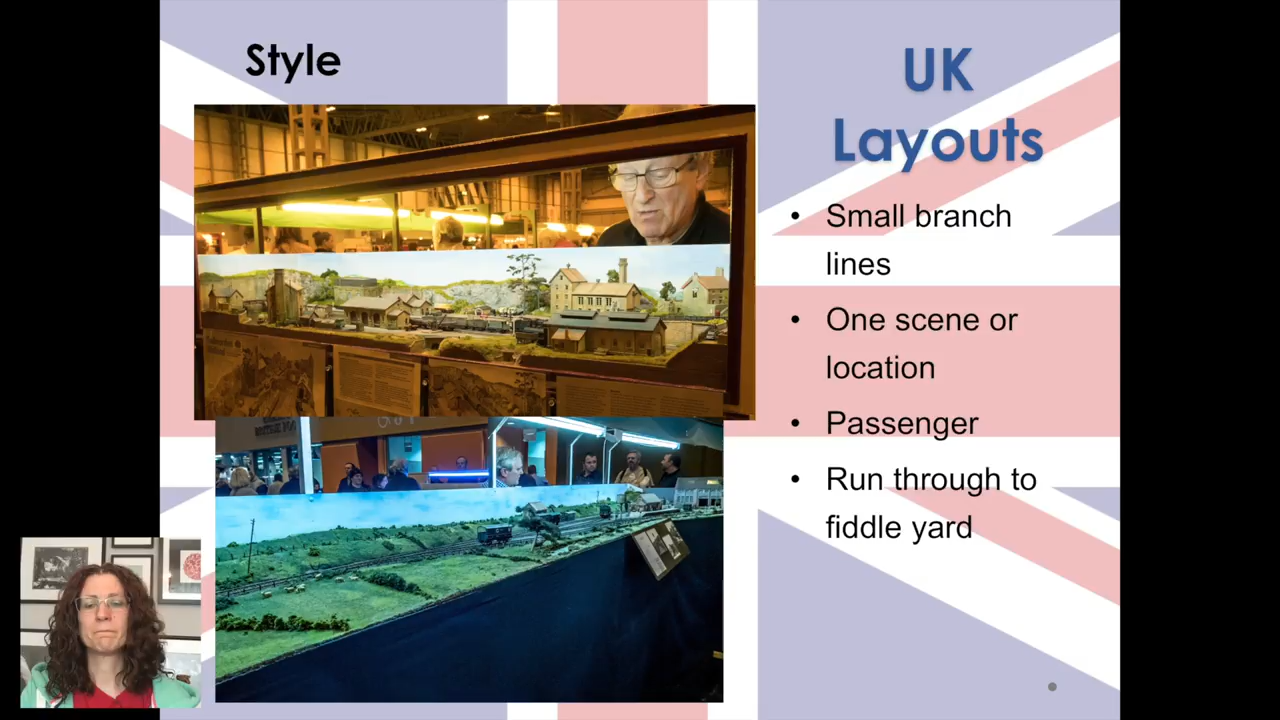 Style
UK
Layouts
• Small branch
lines
• One scene or
location
• Passenger
• Run through to
fiddle yard